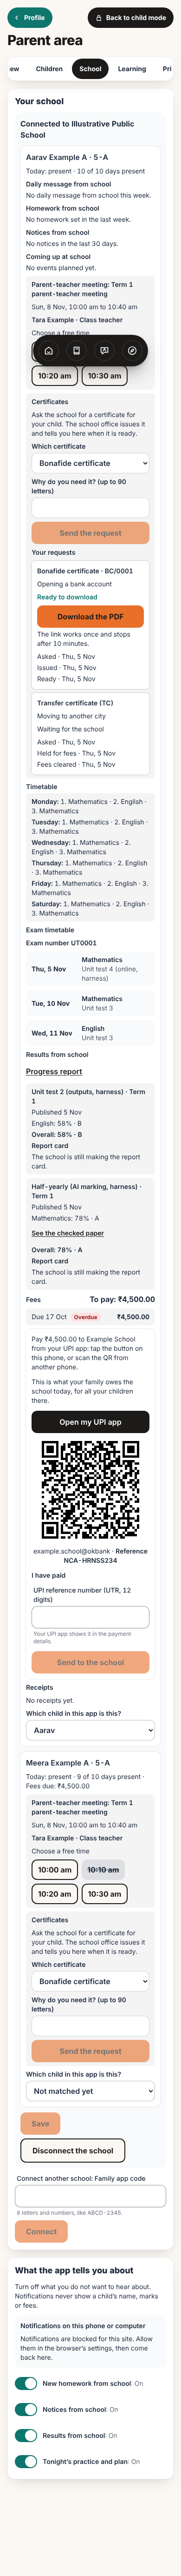 Profile
Back to child mode
Parent area
Children
School
Learning
Your school
Connected to Illustrative Public
School
Aarav Example A · 5-A
Today: present · 10 of 10 days present
Daily message from school
No daily message from school this week.
Homework from school
No homework set in the last week.
Notices from school
No notices in the last 30 days.
Coming up at school
No events planned yet.
Parent-teacher meeting: Term 1
parent-teacher meeting
Sun, 8 Nov, 10:00 am to 10:40 am
Tara Example · Class teacher
Choose a free time
10:20 am
10:30 am
Certificates
Ask the school for a certificate for
your child. The school office issues it
and tells you here when it is ready.
Which certificate
Bonafide certificate
Why do you need it? (up to 90
letters)
Send the request
Your requests
Bonafide certificate · BC/0001
Opening a bank account
Ready to download
Download the PDF
The link works once and stops
after 10 minutes.
Asked · Thu, 5 Nov
Issued · Thu, 5 Nov
Ready · Thu, 5 Nov
Transfer certificate (TC)
Moving to another city
Waiting for the school
Asked · Thu, 5 Nov
Held for fees · Thu, 5 Nov
Fees cleared · Thu, 5 Nov
Timetable
Monday: 1. Mathematics · 2. English ·
3. Mathematics
Tuesday: 1. Mathematics · 2. English ·
3. Mathematics
Wednesday: 1. Mathematics · 2.
English · 3. Mathematics
Thursday: 1. Mathematics · 2. English
· 3. Mathematics
Friday: 1. Mathematics · 2. English · 3.
Mathematics
Saturday: 1. Mathematics · 2. English ·
3. Mathematics
Exam timetable
Exam number UT0001
Thu, 5 Nov
Mathematics
Unit test 4 (online,
harness)
Tue, 10 Nov
Mathematics
Unit test 3
Wed, 11 Nov
English
Unit test 3
Results from school
Progress report
Unit test 2 (outputs, harness) · Term
1
Published 5 Nov
English: 58% · B
Overall: 58% · B
Report card
The school is still making the report
card.
Half-yearly (AI marking, harness) ·
Term 1
Published 5 Nov
Mathematics: 78% · A
See the checked paper
Overall: 78% · A
Report card
The school is still making the report
card.
Fees
To pay: ₹4,500.00
Due 17 Oct Overdue ₹4,500.00
Pay ₹4,500.00 to Example School
from your UPI app: tap the button on
this phone, or scan the QR from
another phone.
This is what your family owes the
school today, for all your children
there.
Open my UPI app
example.school@okbank · Reference
NCA-HRNSS234
I have paid
UPI reference number (UTR, 12
digits)
Your UPI app shows it in the payment
details.
Send to the school
Receipts
No receipts yet.
Which child in this app is this?
Aarav
Meera Example A · 5-A
Today: present · 9 of 10 days present ·
Fees due: ₹4,500.00
Parent-teacher meeting: Term 1
parent-teacher meeting
Sun, 8 Nov, 10:00 am to 10:40 am
Tara Example · Class teacher
Choose a free time
10:00 am
10:10 am
10:20 am
10:30 am
Certificates
Ask the school for a certificate for
your child. The school office issues it
and tells you here when it is ready.
Which certificate
Bonafide certificate
Why do you need it? (up to 90
letters)
Send the request
Which child in this app is this?
Not matched yet
Save
Disconnect the school
Connect another school: Family app code
8 letters and numbers, like ABCD-2345.
Connect
What the app tells you about
Turn off what you do not want to hear about.
Notifications never show a child's name, marks
or fees.
Notifications on this phone or computer
Notifications are blocked for this site. Allow
them in the browser's settings, then come
back here.
New homework from school: On
Notices from school: On
Results from school: On
Tonight's practice and plan: On